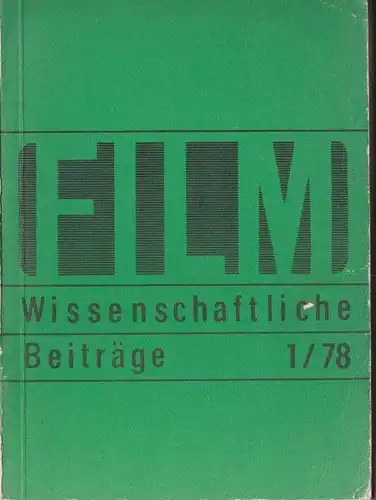 FILM
Wissenschaftliche
Beiträge 1/78